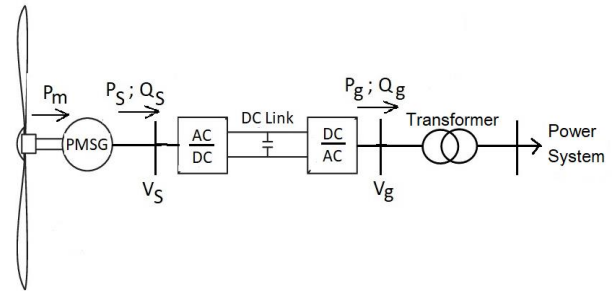 Pm
PS ; QS
Pg ; Qg
DC Link
Transformer
PMSG
AC
DC
DC
AC
Power
System
VS
Vg